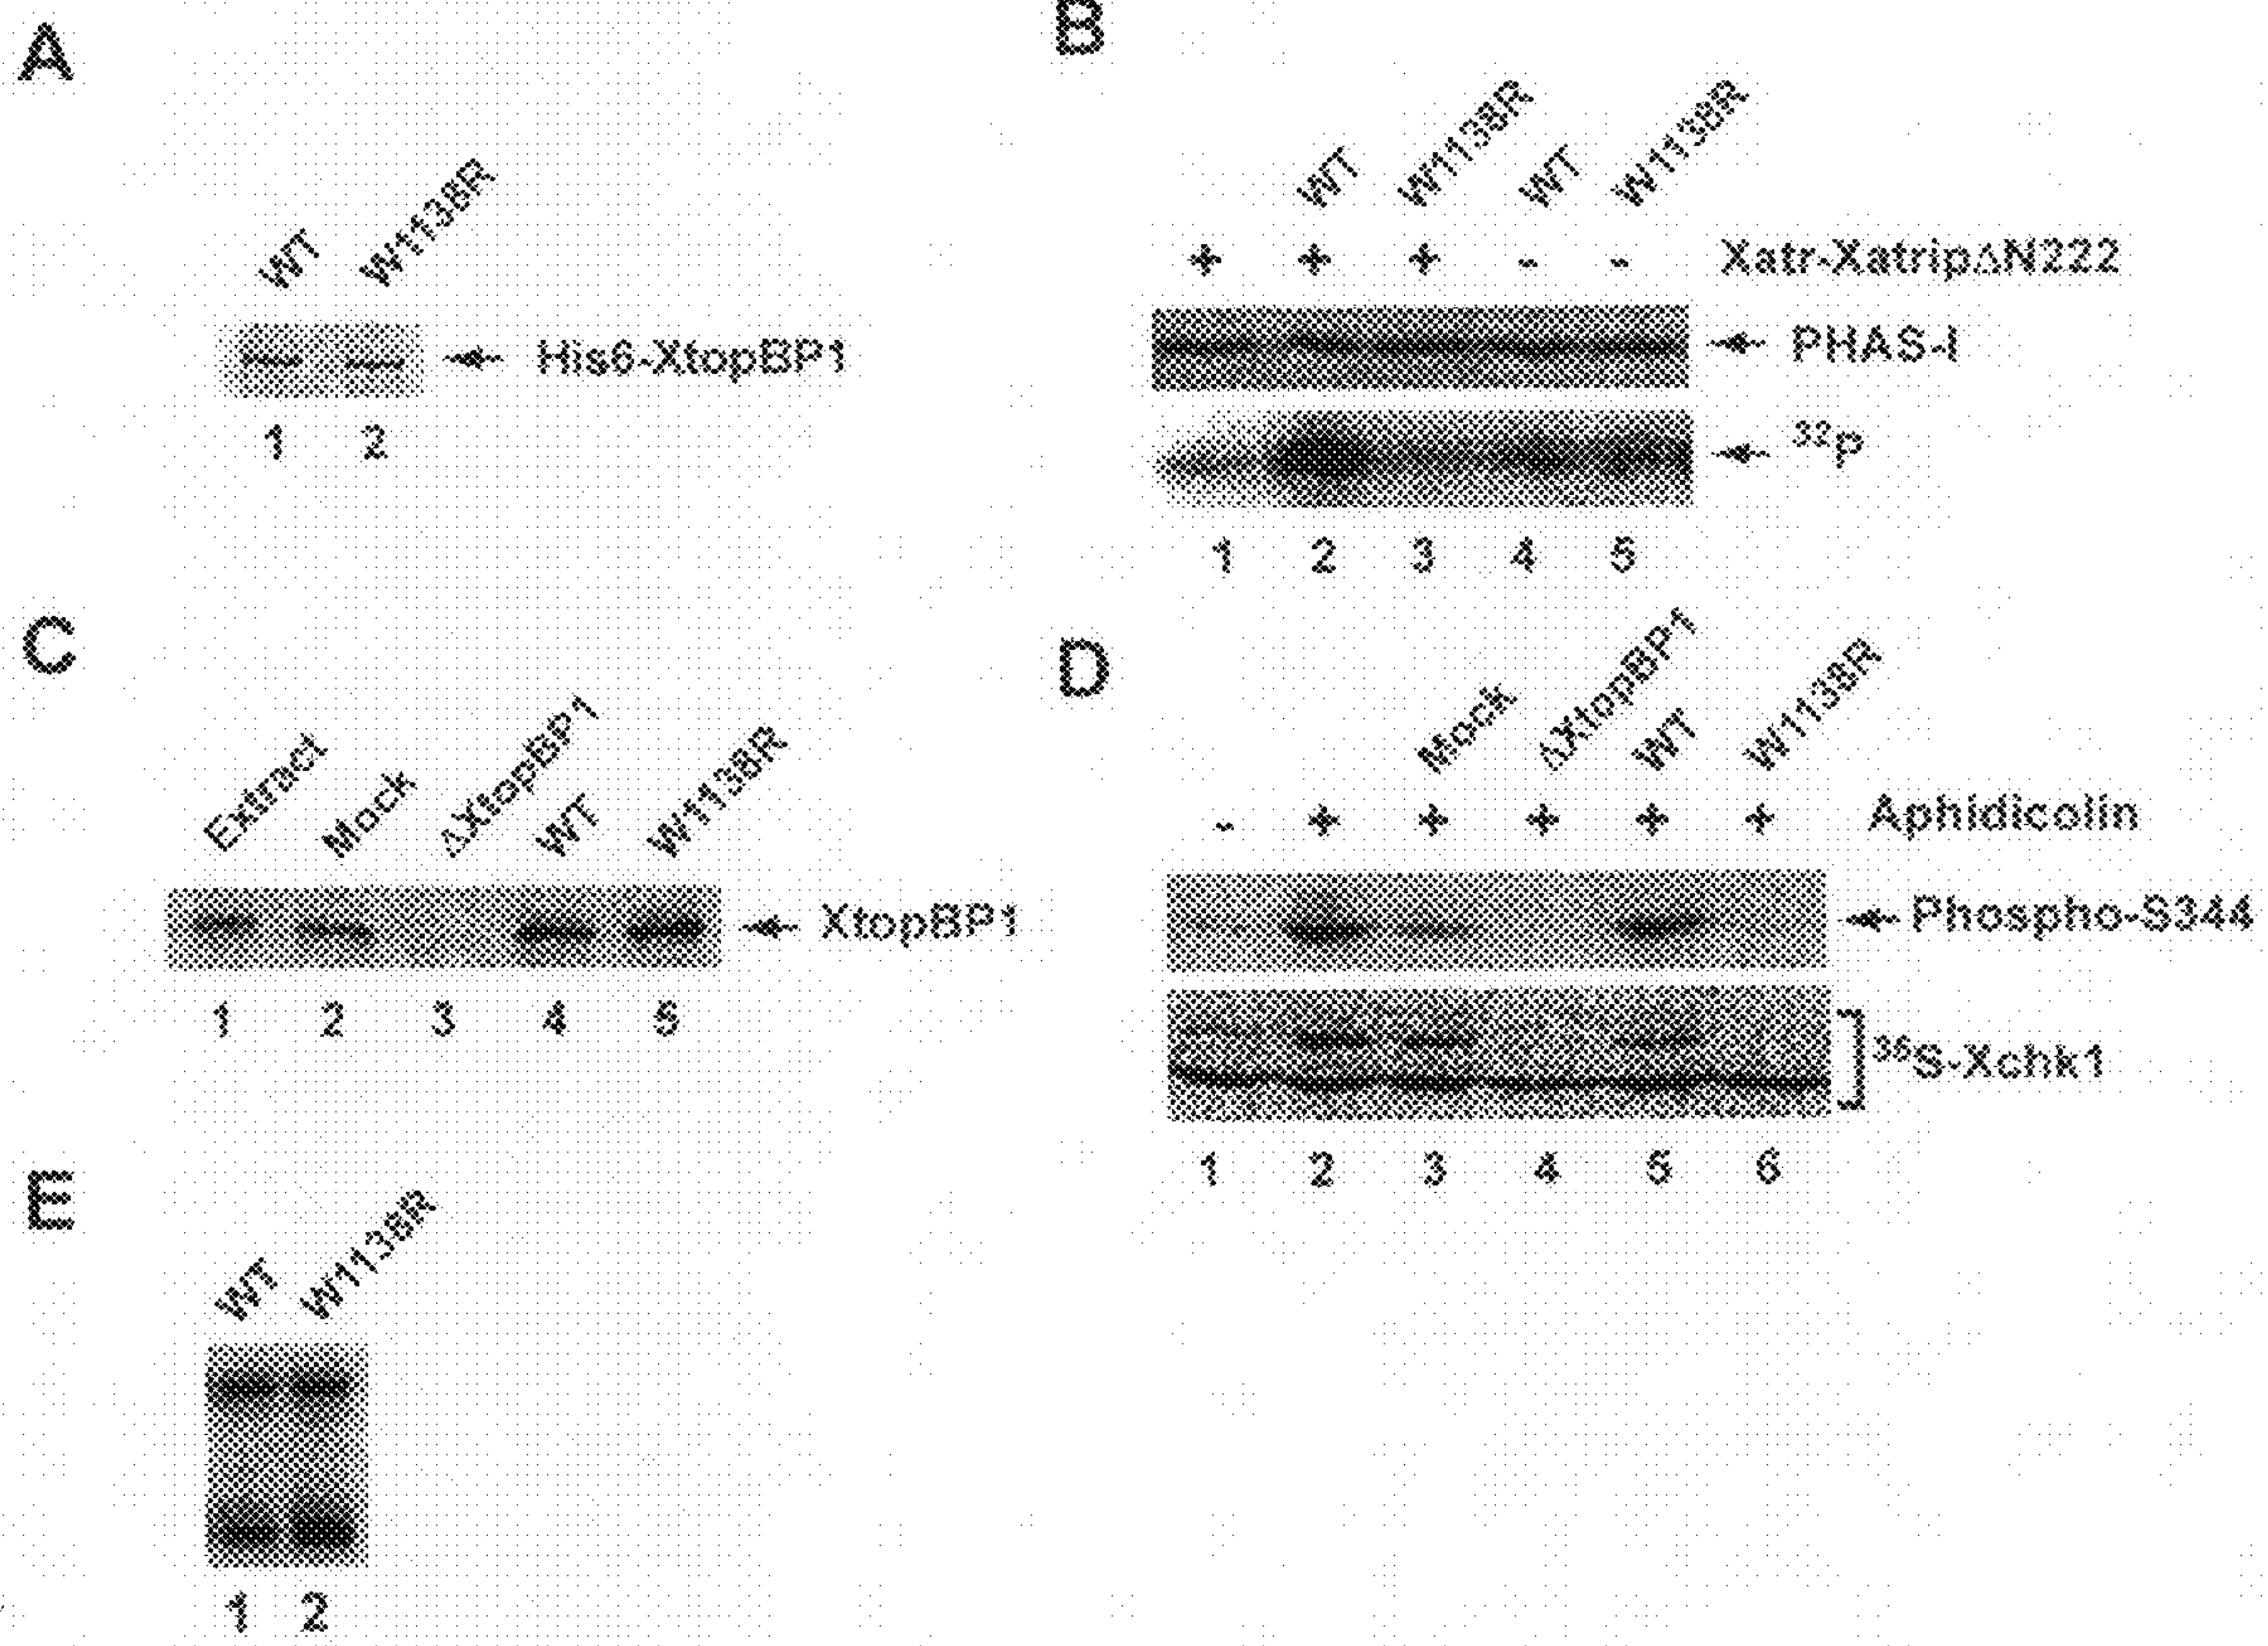 A
WT W1138R
His6-XtopBP1
1 2
B
WT W1138R WT W1138R
+ + + - - Xatr-XatripΔN222
PHAS-I
32P
1 2 3 4 5
C
Extract Mock ΔXtopBP1 WT W1138R
XtopBP1
1 2 3 4 5
D
Mock ΔXtopBP1 WT W1138R
- + + + + + Aphidicolin
Phospho-S344
35S-Xchk1
1 2 3 4 5 6
E
WT W1138R
1 2